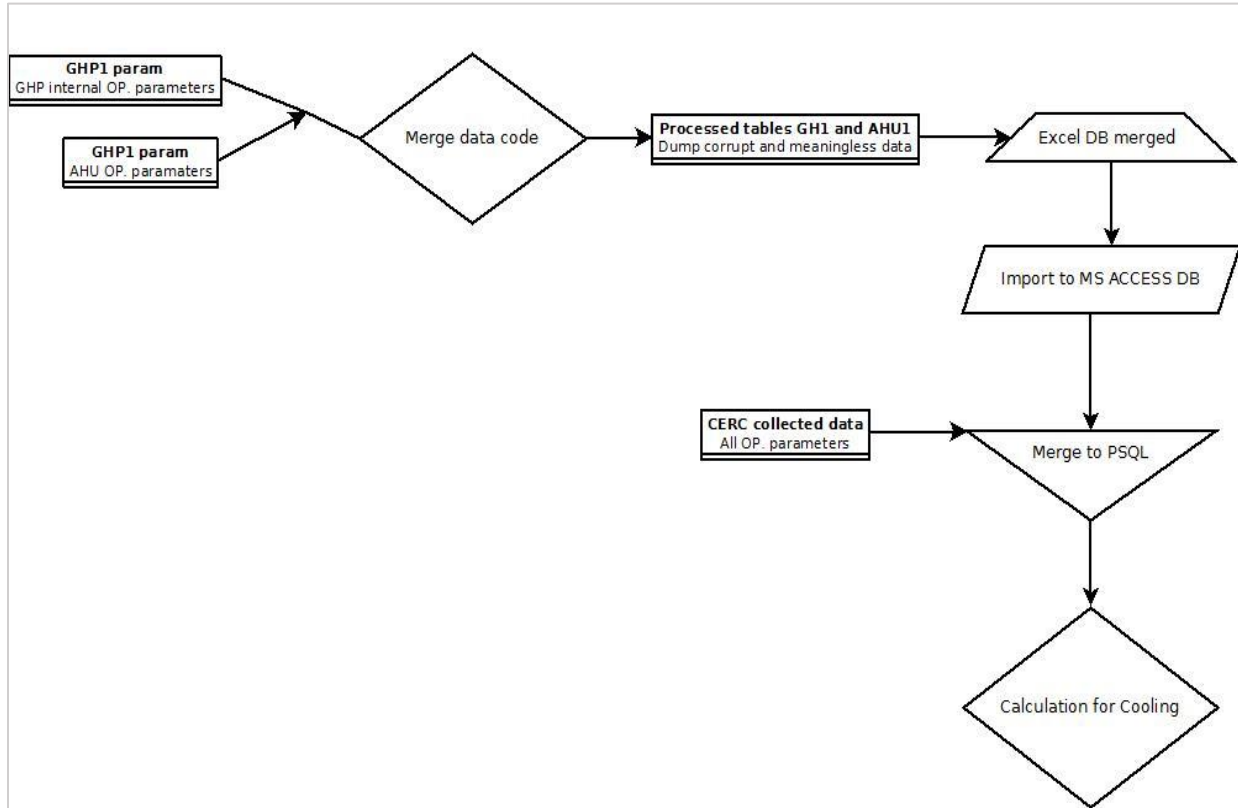 GHP1 param
GHP internal OP. parameters
GHP1 param
AHU OP. paramaters
Merge data code
Processed tables GH1 and AHU1
Dump corrupt and meaningless data
Excel DB merged
Import to MS ACCESS DB
CERC collected data
All OP. parameters
Merge to PSQL
Calculation for Cooling